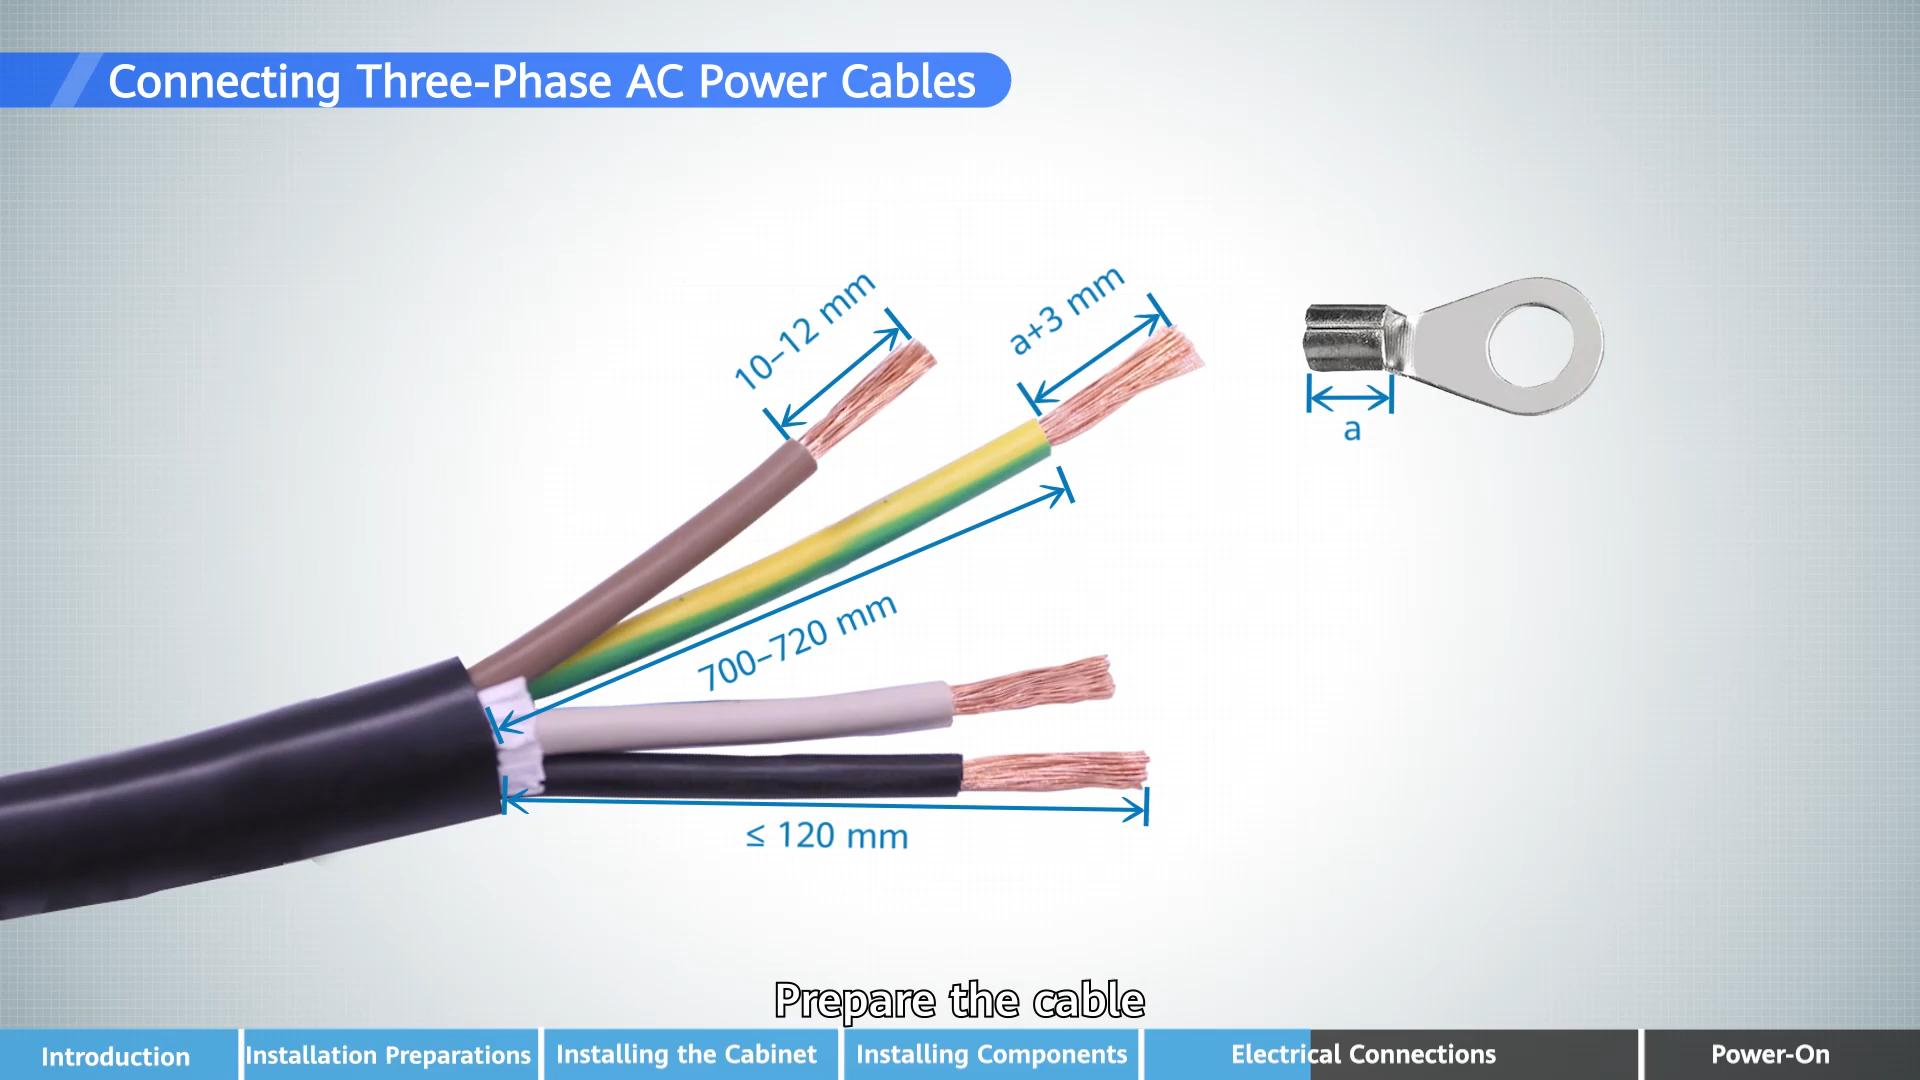 Connecting Three-Phase AC Power Cables
10–12 mm
a+3 mm
a
700–720 mm
≤ 120 mm
Prepare the cable
Introduction
Installation Preparations
Installing the Cabinet
Installing Components
Electrical Connections
Power-On